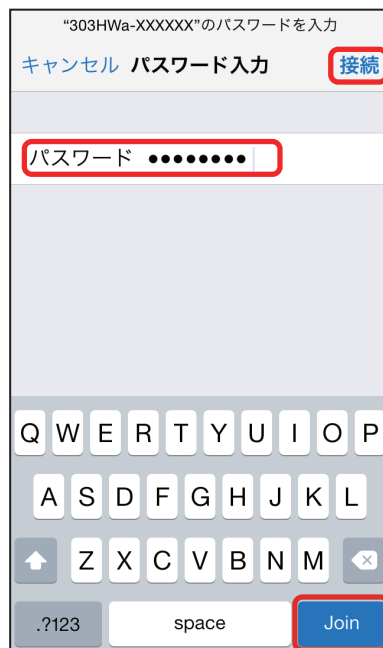 “303HWa-XXXXXX”のパスワードを入力
キャンセル パスワード入力 接続
パスワード ●●●●●●●●
Q W E R T Y U I O P
A S D F G H J K L
Z X C V B N M
.?123 space Join